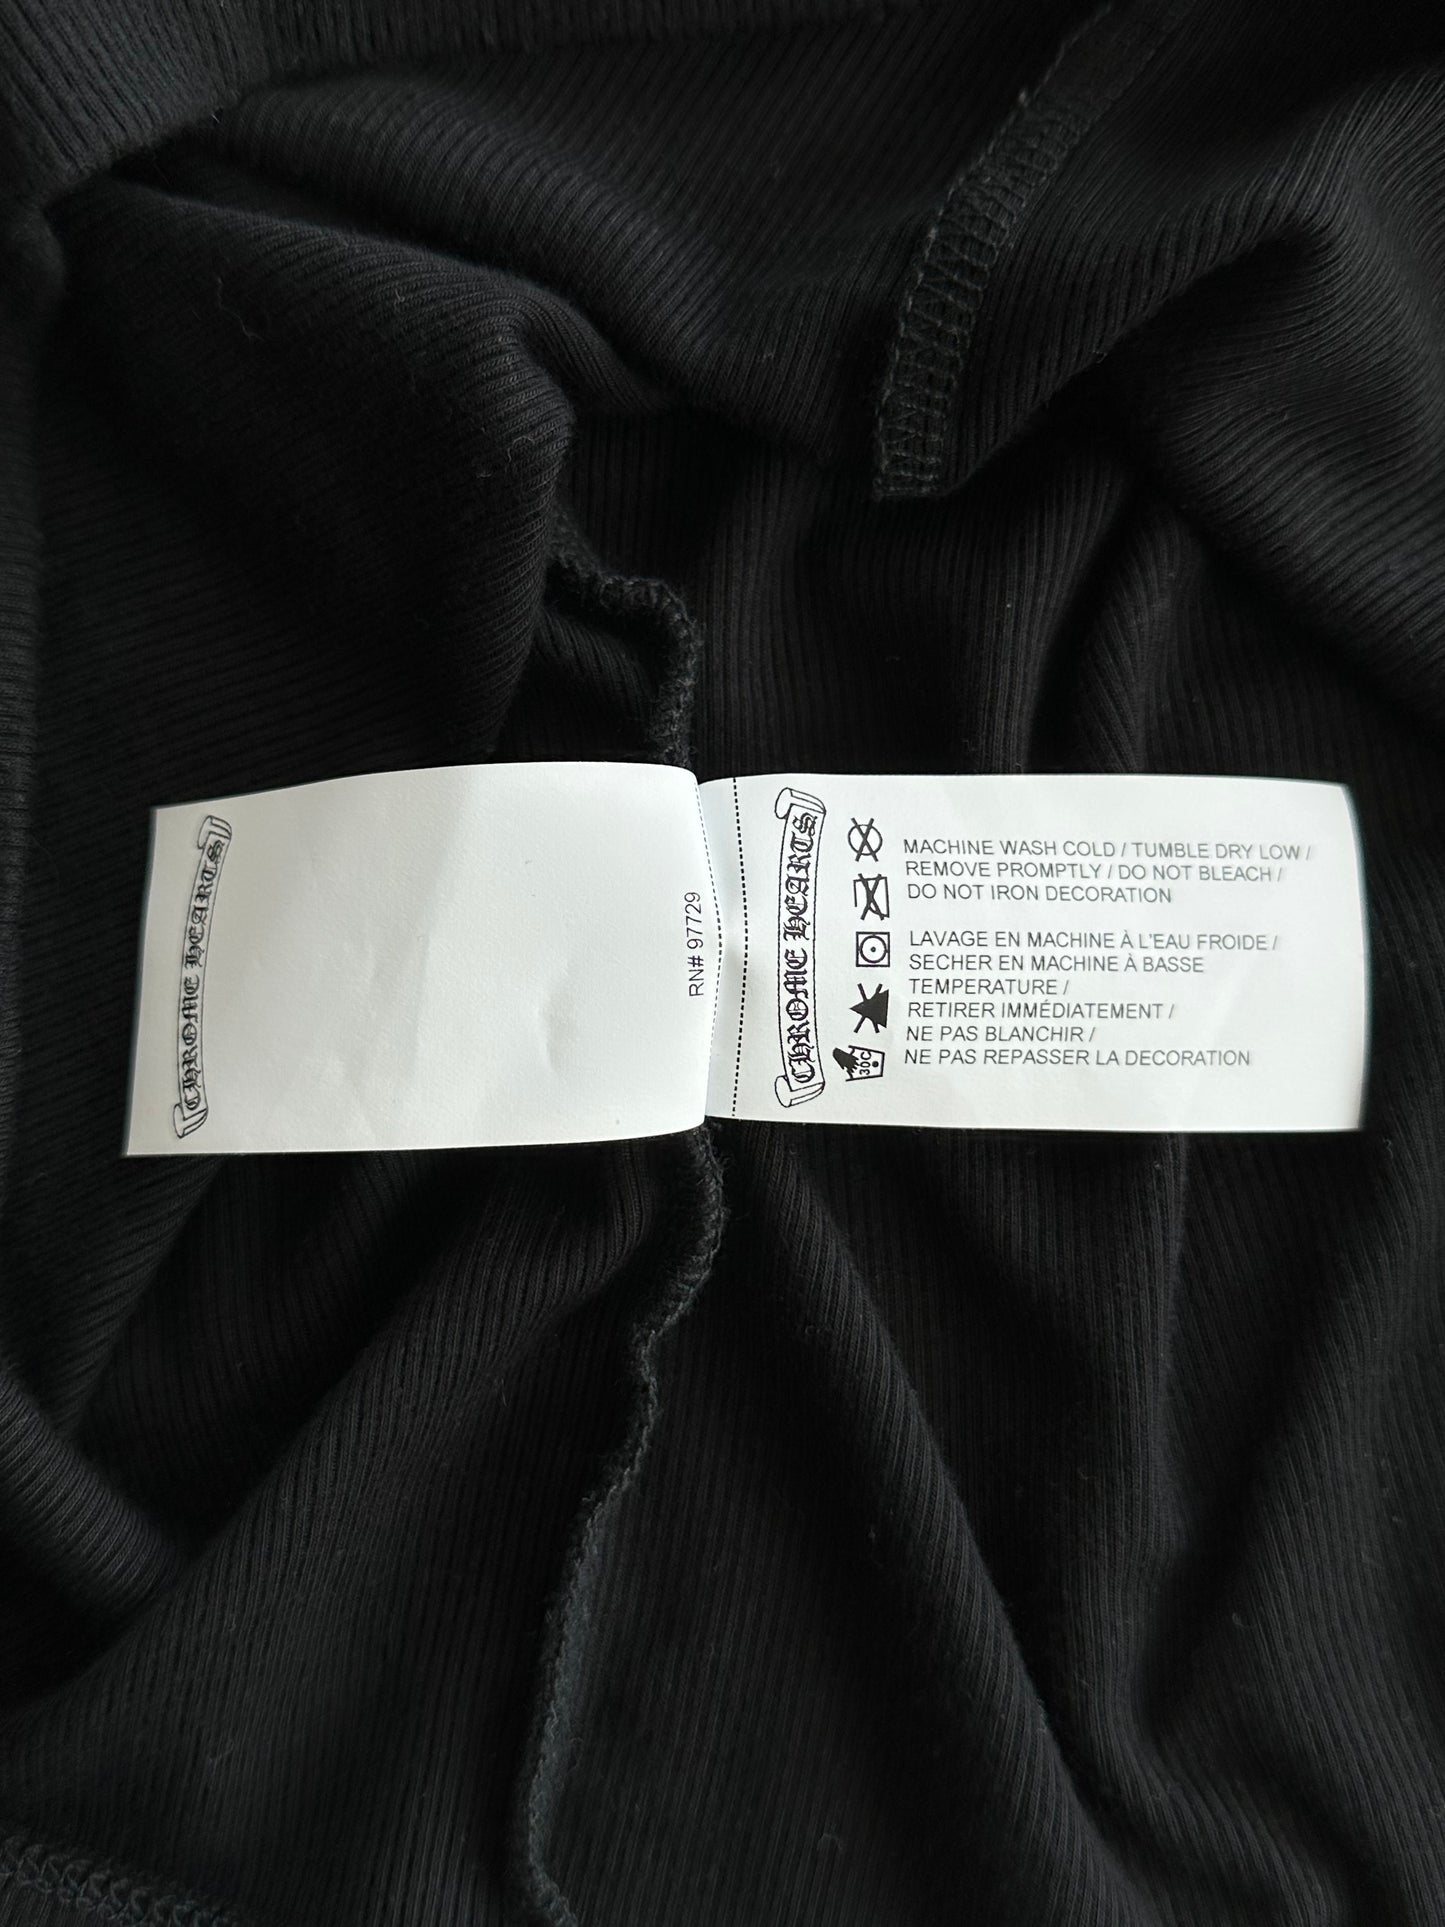 CHROME HEARTS
RN# 97729
CHROME HEARTS
MACHINE WASH COLD / TUMBLE DRY LOW /
REMOVE PROMPTLY / DO NOT BLEACH /
DO NOT IRON DECORATION
LAVAGE EN MACHINE À L'EAU FROIDE /
SECHER EN MACHINE À BASSE
TEMPERATURE /
RETIRER IMMÉDIATEMENT /
NE PAS BLANCHIR /
NE PAS REPASSER LA DECORATION
30C